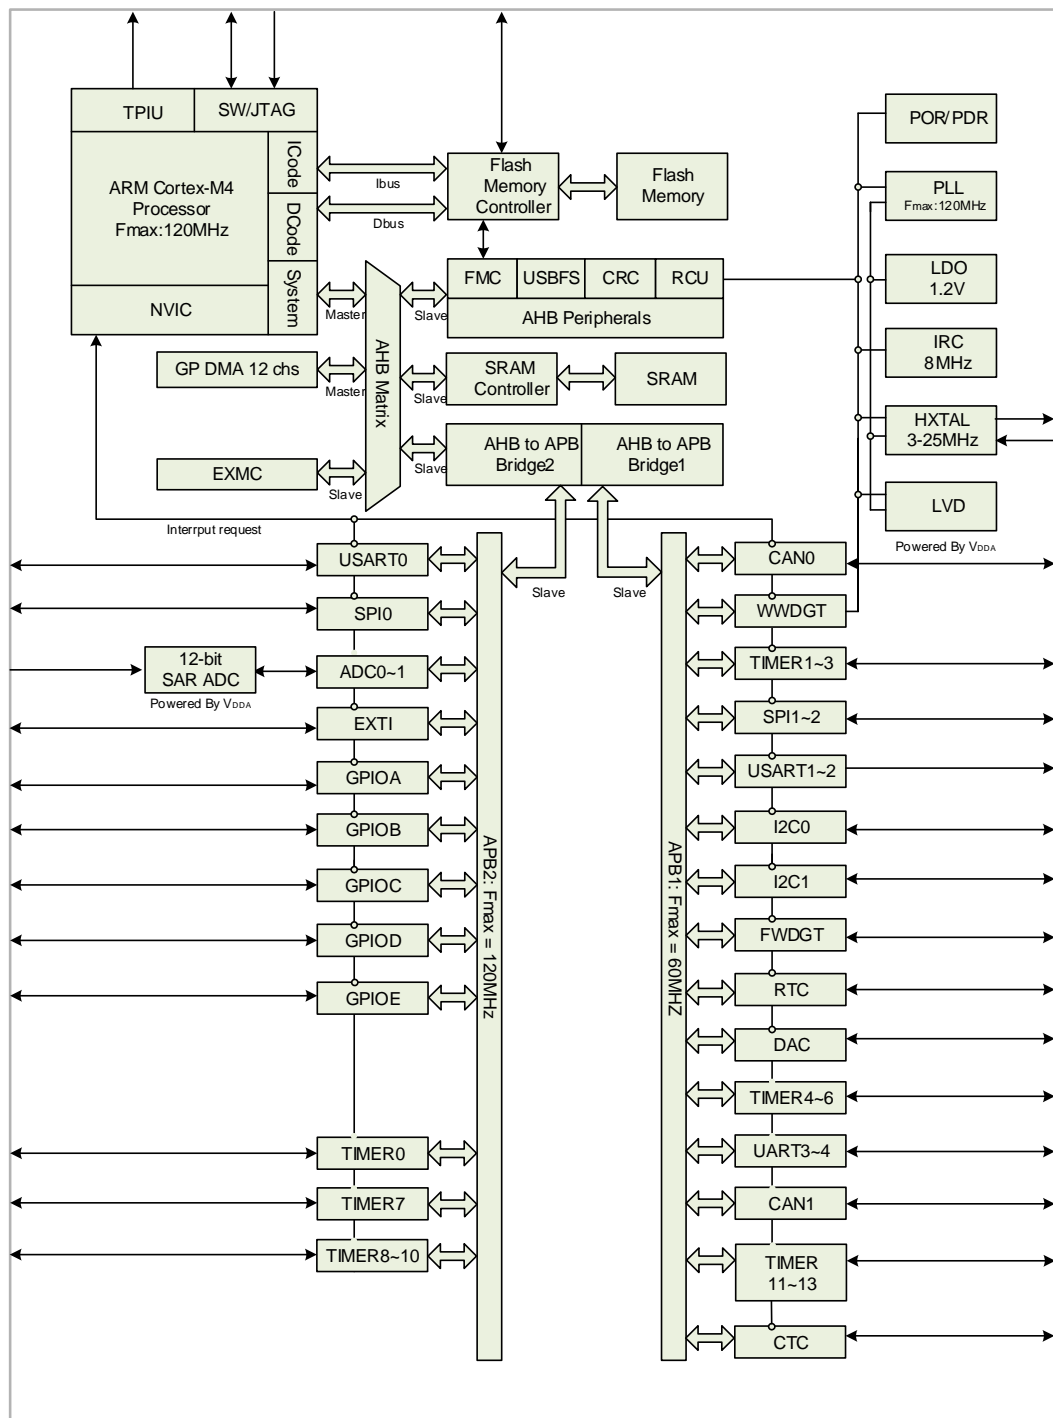 TPIU
SW/JTAG
ARM Cortex-M4
Processor
Fmax:120MHz
ICode
DCode
System
NVIC
Ibus
Dbus
Flash
Memory
Controller
Flash
Memory
FMC
USBFS
CRC
RCU
AHB Peripherals
Master
Slave
GP DMA 12 chs
Master
AHB Matrix
Slave
SRAM
Controller
SRAM
EXMC
Slave
Slave
AHB to APB
Bridge2
AHB to APB
Bridge1
POR/PDR
PLL
Fmax:120MHz
LDO
1.2V
IRC
8MHz
HXTAL
3-25MHz
LVD
Powered By VDDA
Interrput request
Slave
Slave
USART0
SPI0
12-bit
SAR ADC
Powered By VDDA
ADC0~1
EXTI
GPIOA
GPIOB
GPIOC
GPIOD
GPIOE
TIMER0
TIMER7
TIMER8~10
APB2: Fmax = 120MHz
APB1: Fmax = 60MHZ
CAN0
WWDGT
TIMER1~3
SPI1~2
USART1~2
I2C0
I2C1
FWDGT
RTC
DAC
TIMER4~6
UART3~4
CAN1
TIMER
11~13
CTC